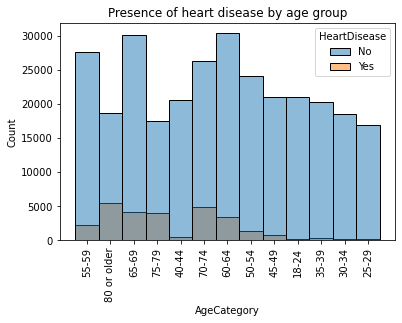 Presence of heart disease by age group
HeartDisease
No
Yes
Count
30000
25000
20000
15000
10000
5000
0
55-59
80 or older
65-69
75-79
40-44
70-74
60-64
50-54
45-49
18-24
35-39
30-34
25-29
AgeCategory